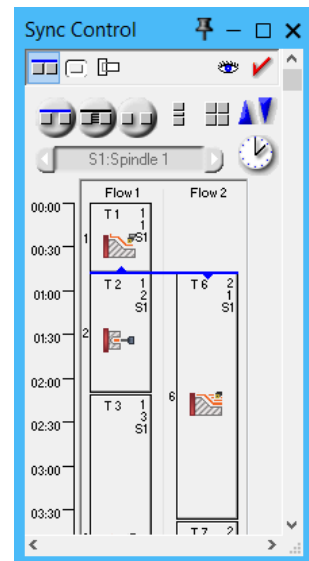 Sync Control
S1:Spindle 1
Flow1 Flow 2
00:00
T 1 1
1
1 S1
00:30
01:00
T 2 1 T 6 2
2 1
S1 S1
01:30 2
02:00
6
T 3 1
02:30 3
S1
03:00
03:30
T 7 2